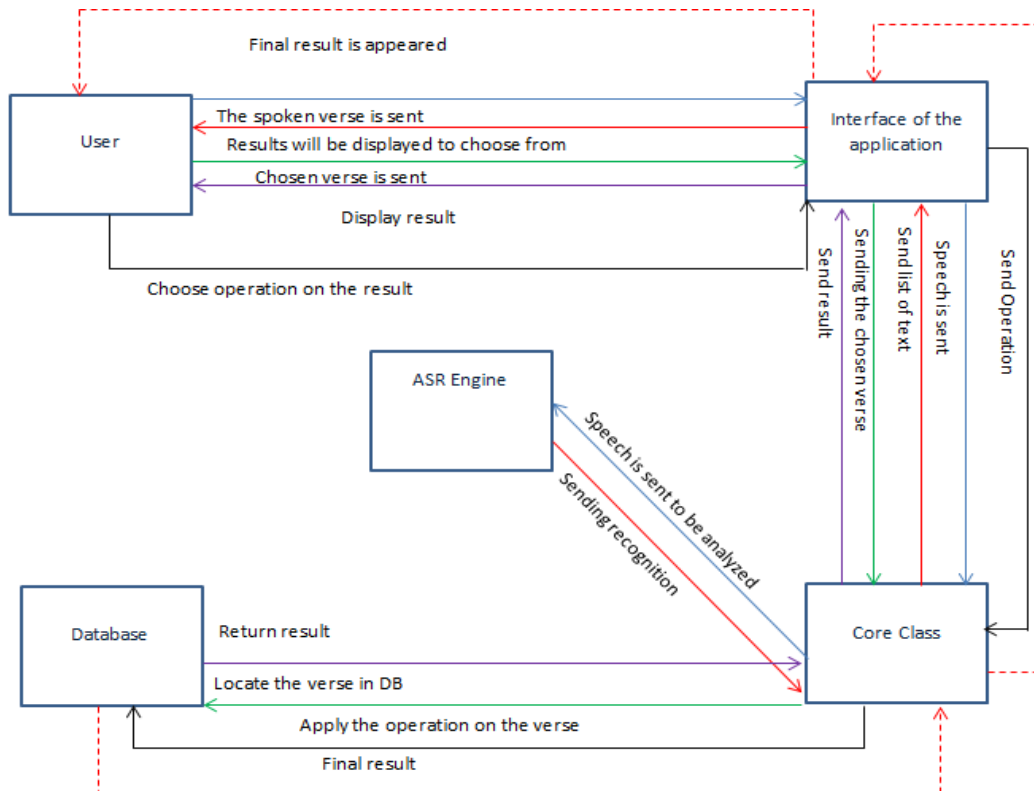 Final result is appeared
User
The spoken verse is sent
Results will be displayed to choose from
Chosen verse is sent
Display result
Choose operation on the result
Interface of the
application
Send result
Sending the chosen verse
Send list of text
Speech is sent
Send Operation
ASR Engine
Speech is sent to be analyzed
Sending recognition
Database
Return result
Locate the verse in DB
Apply the operation on the verse
Final result
Core Class